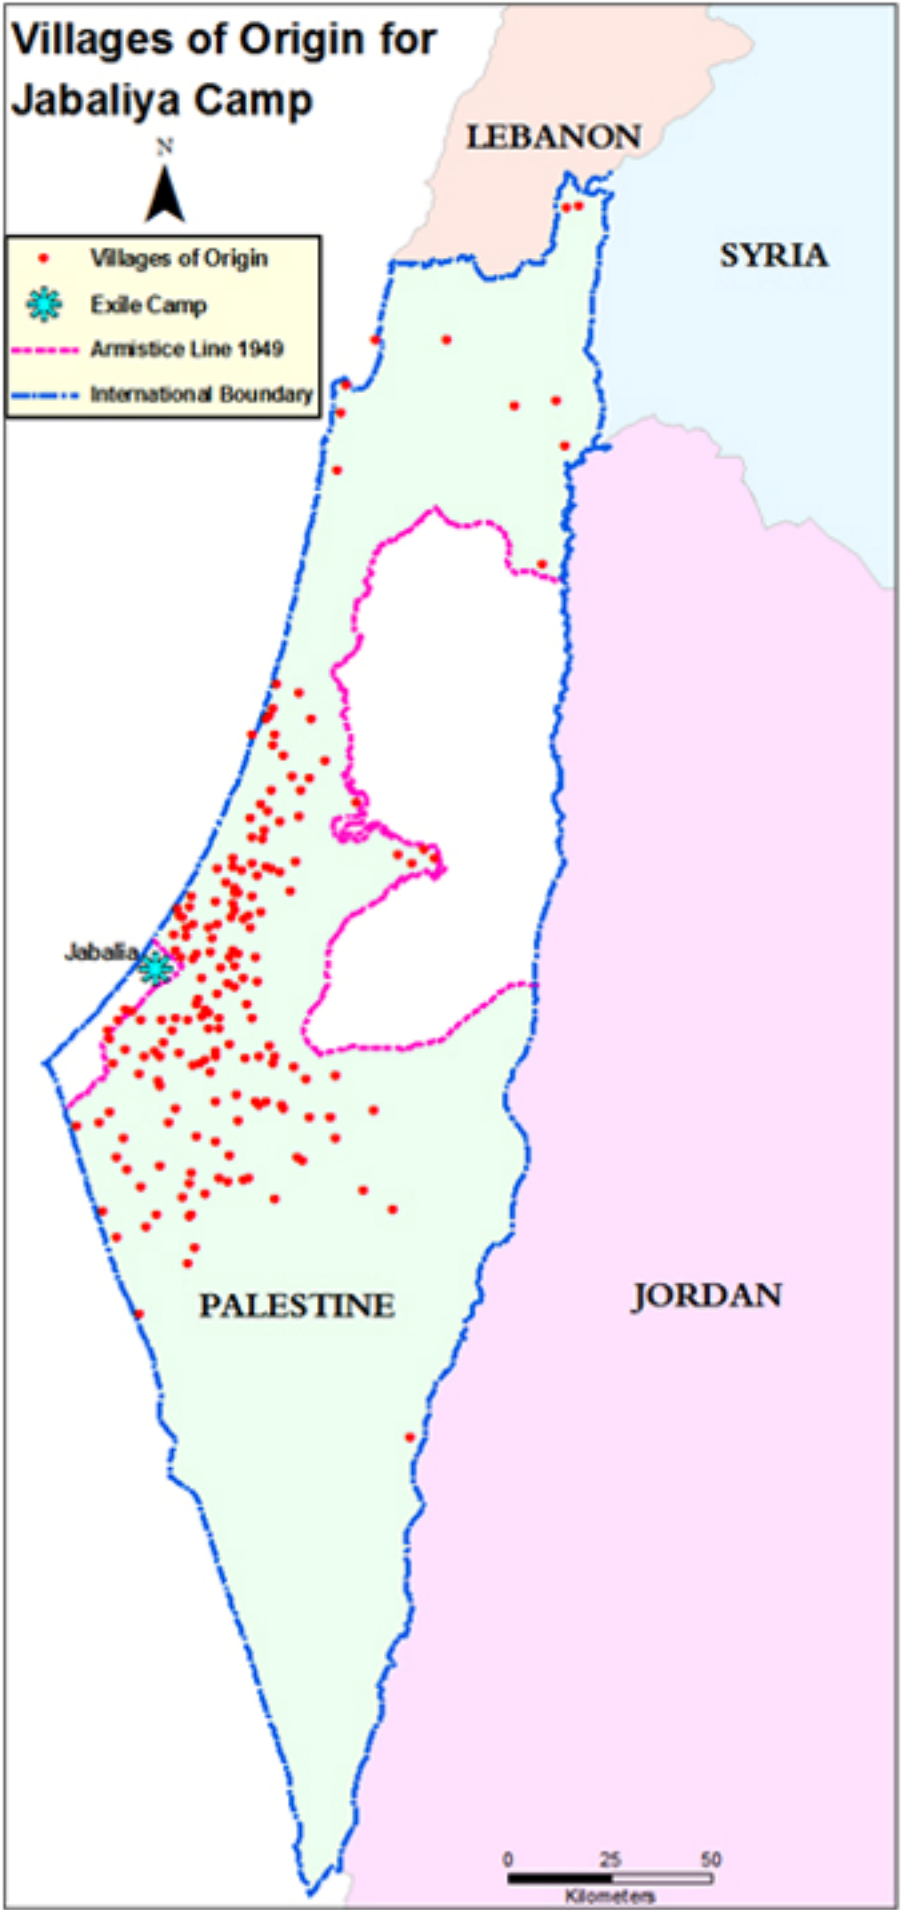 Villages of Origin for
Jabaliya Camp
N
Villages of Origin
Exile Camp
Armistice Line 1949
International Boundary
LEBANON
SYRIA
Jabalia
PALESTINE
JORDAN
0 25 50
Kilometers